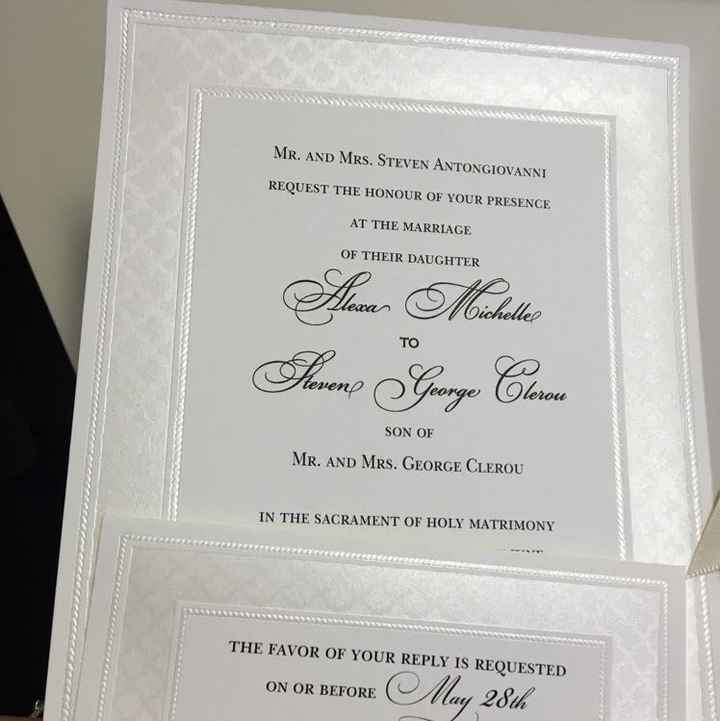 Mr. and Mrs. Steven Antongiovanni
request the honour of your presence
at the marriage
of their daughter
Alexa Michelle
to
Steven George Clerou
son of
Mr. and Mrs. George Clerou
in the sacrament of holy matrimony
the favor of your reply is requested
on or before May 28th